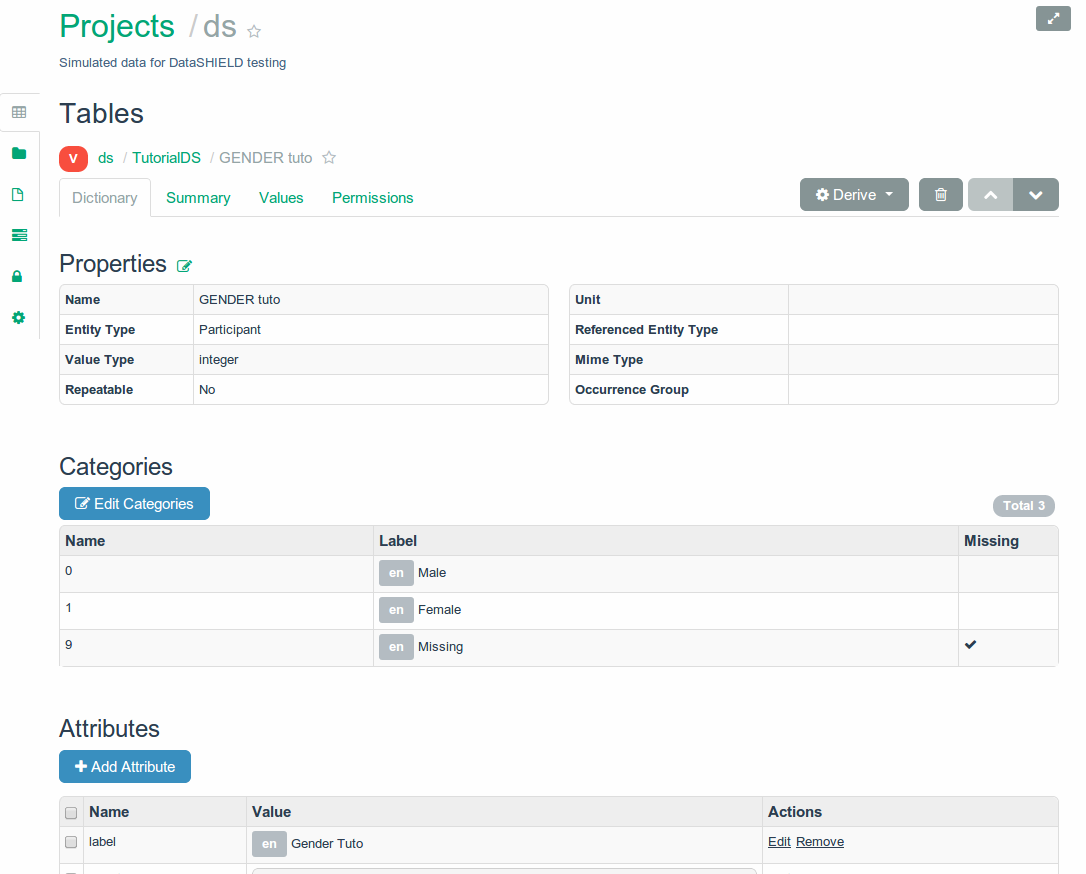 Projects / ds
Simulated data for DataSHIELD testing
Tables
V ds / TutorialDS / GENDER tuto
Dictionary Summary Values Permissions Derive
Properties
Name GENDER tuto Unit
Entity Type Participant Referenced Entity Type
Value Type integer Mime Type
Repeatable No Occurrence Group
Categories
Edit Categories Total 3
Name Label Missing
0 en Male
1 en Female
9 en Missing
Attributes
Add Attribute
Name Value Actions
label en Gender Tuto Edit Remove